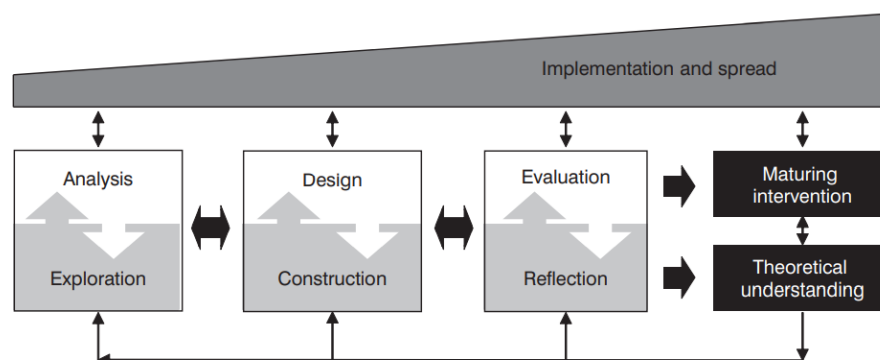 Implementation and spread
Analysis
Exploration
Design
Construction
Evaluation
Reflection
Maturing
intervention
Theoretical
understanding